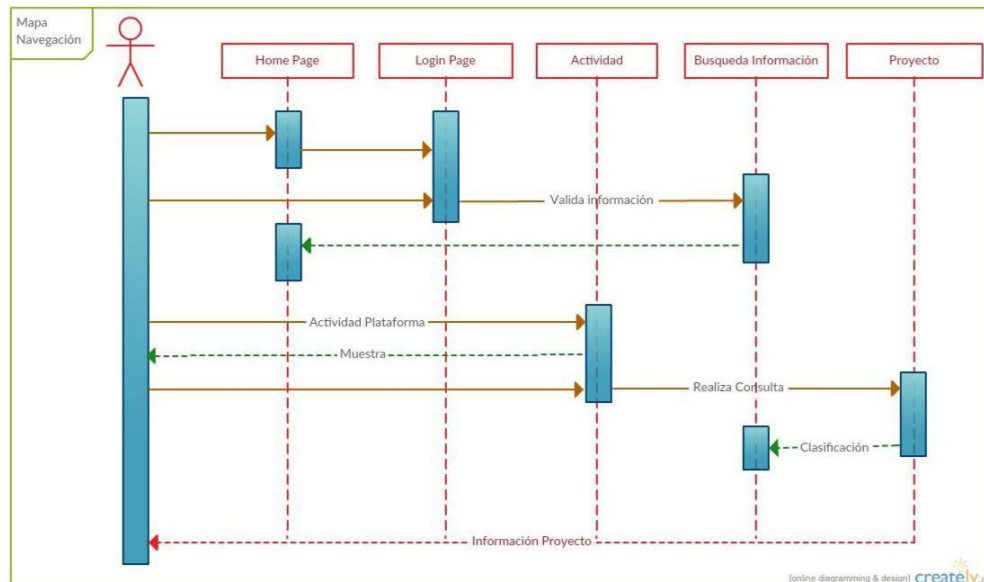 Mapa
Navegación
Home Page
Login Page
Actividad
Busqueda Información
Proyecto
Valida información
Actividad Plataforma
Muestra
Realiza Consulta
Clasificación
Información Proyecto
[online diagramming & design] creately